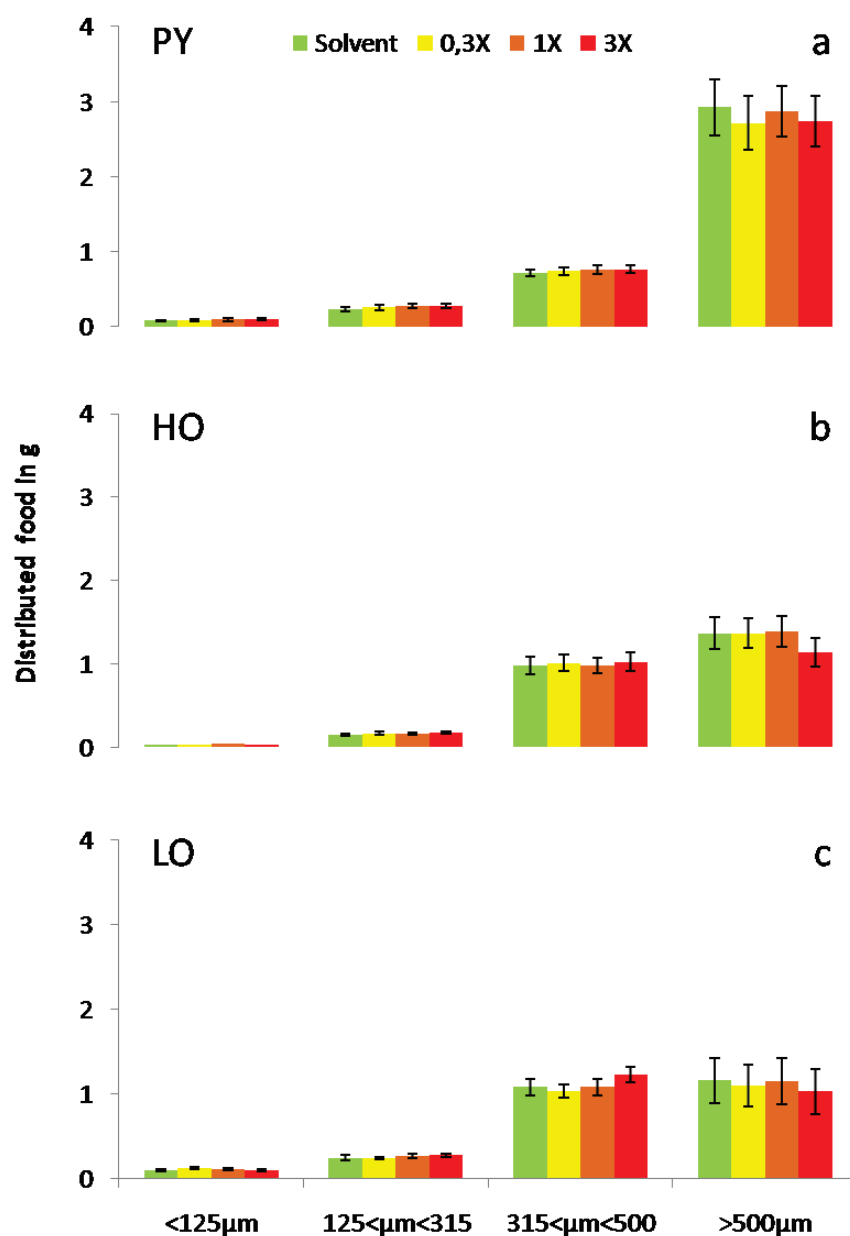 PY
Solvent 0,3X 1X 3X
a
4
3
2
1
0
HO
b
4
3
2
1
0
LO
c
4
3
2
1
0
Distributed food in g
<125µm 125<µm<315 315<µm<500 >500µm